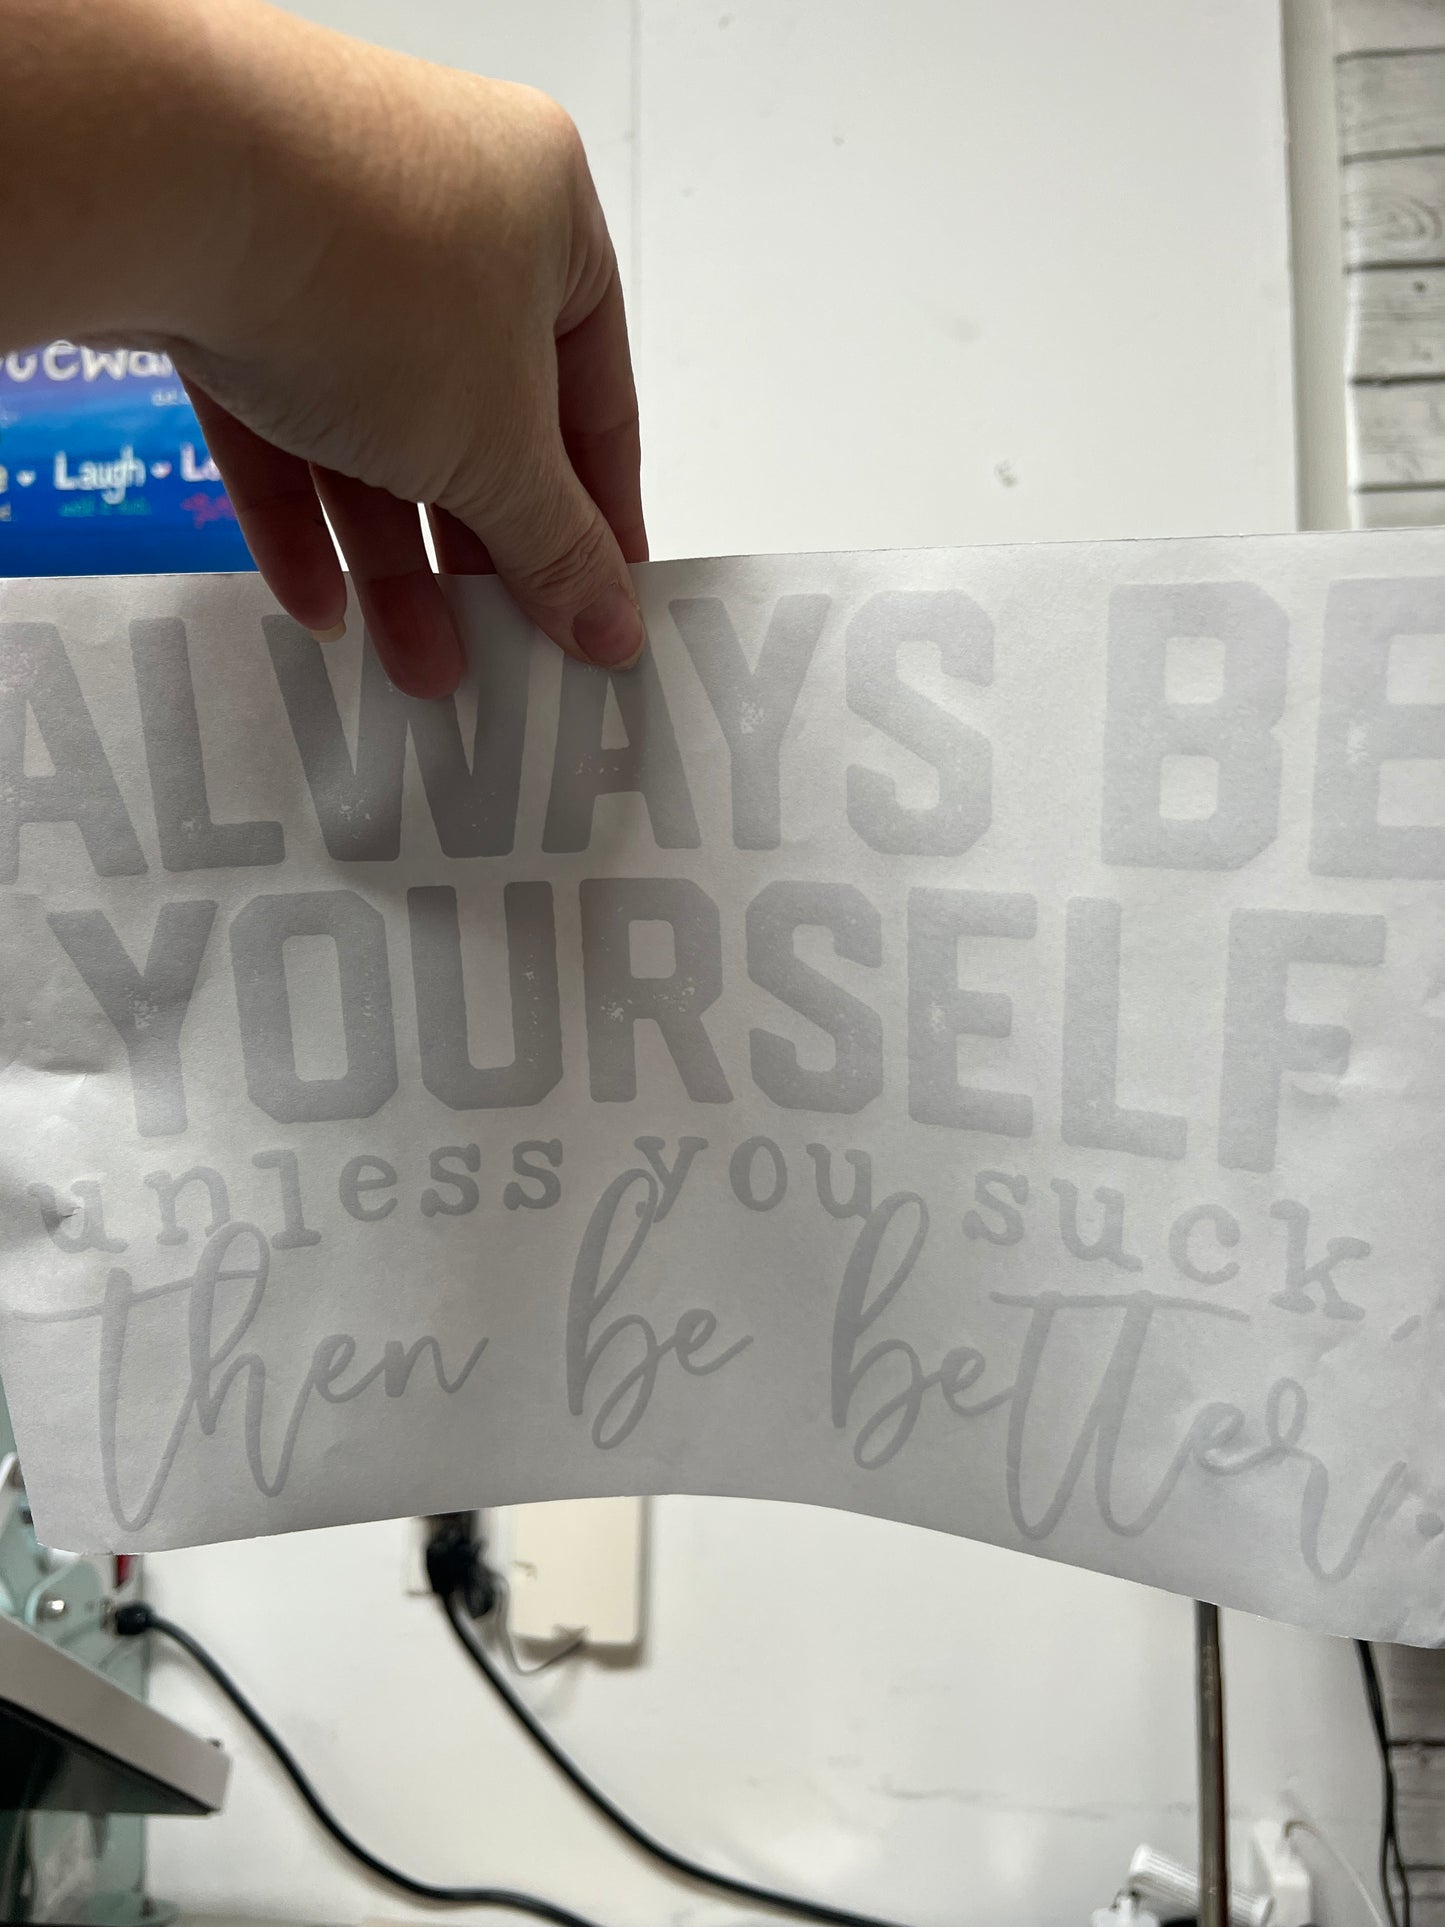 Laugh
ALWAYS BE
YOURSELF
unless you suck,
then be better.